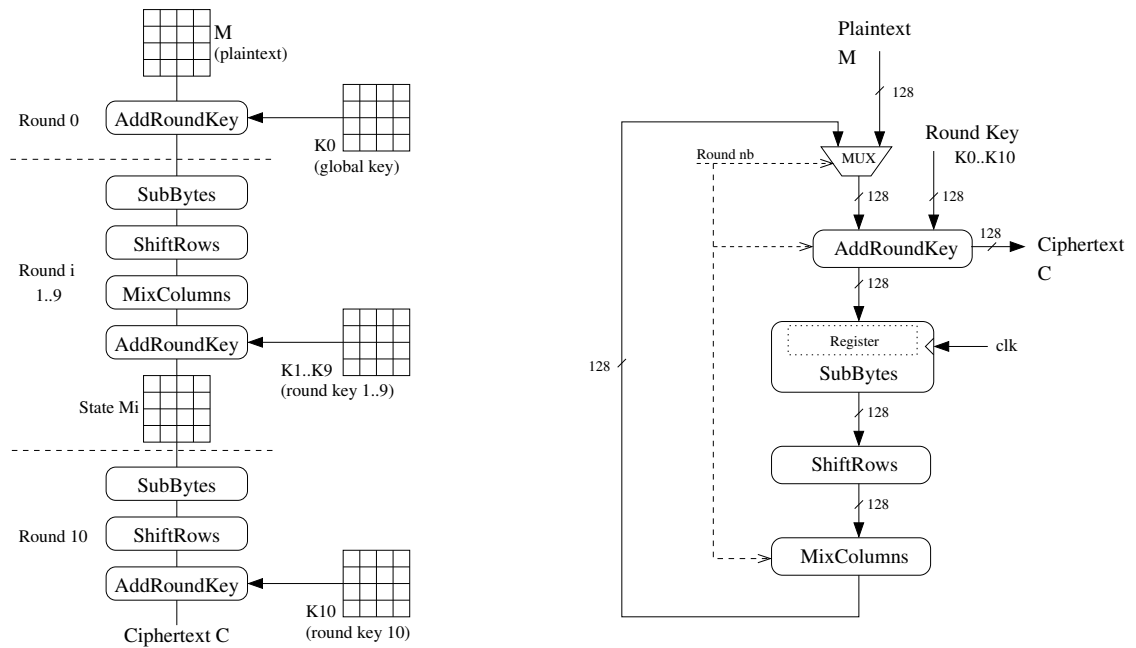 M
(plaintext)
Round 0
AddRoundKey
K0
(global key)
SubBytes
ShiftRows
Round i
1..9
MixColumns
AddRoundKey
K1..K9
(round key 1..9)
State Mi
SubBytes
Round 10
ShiftRows
AddRoundKey
K10
(round key 10)
Ciphertext C
Plaintext
M
128
Round Key
K0..K10
Round nb
MUX
128
128
AddRoundKey
128
Ciphertext
C
128
Register
clk
SubBytes
128
128
ShiftRows
128
MixColumns